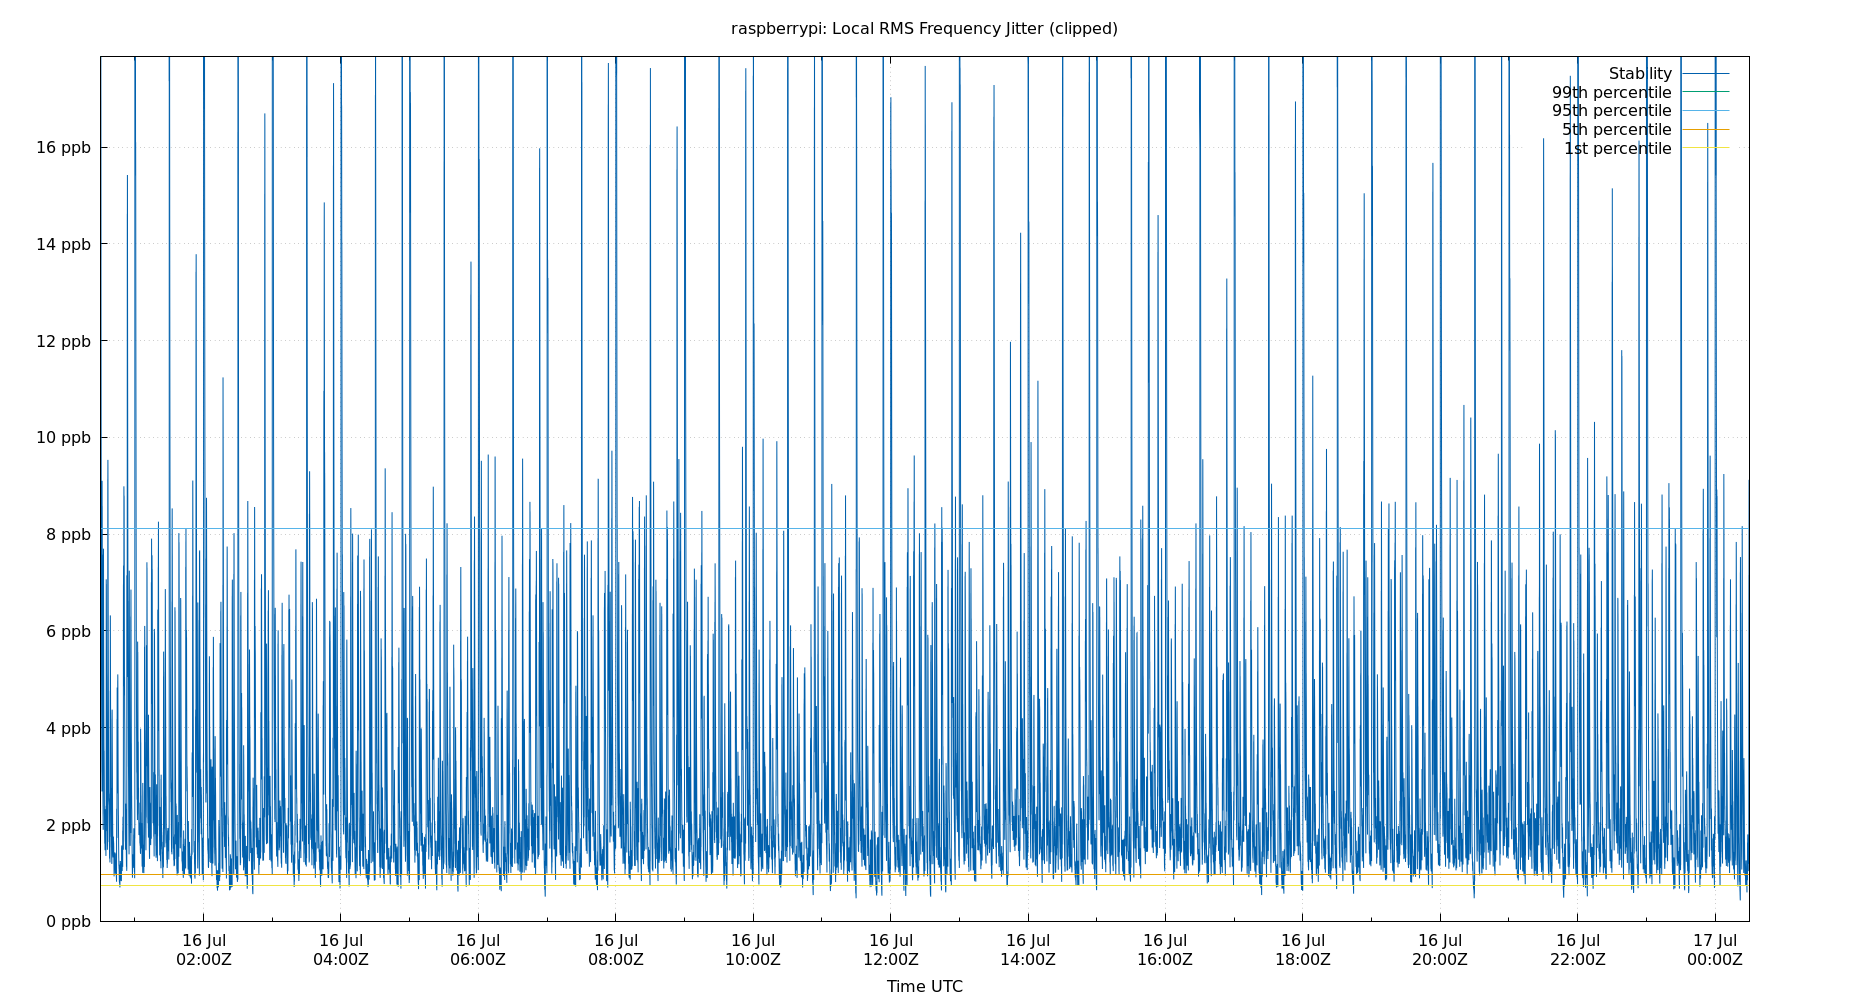 raspberrypi: Local RMS Frequency Jitter (clipped)
Stability
99th percentile
95th percentile
5th percentile
1st percentile
16 ppb
14 ppb
12 ppb
10 ppb
8 ppb
6 ppb
4 ppb
2 ppb
0 ppb
16 Jul 16 Jul 16 Jul 16 Jul 16 Jul 16 Jul 16 Jul 16 Jul 16 Jul 16 Jul 16 Jul 17 Jul
02:00Z 04:00Z 06:00Z 08:00Z 10:00Z 12:00Z 14:00Z 16:00Z 18:00Z 20:00Z 22:00Z 00:00Z
Time UTC